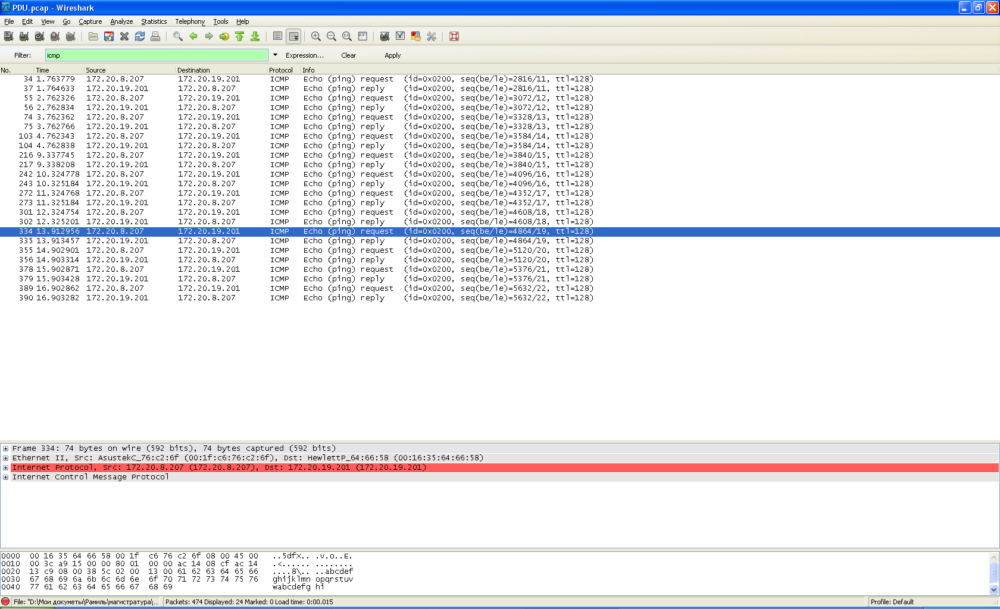 PDU.pcap - Wireshark
File Edit View Go Capture Analyze Statistics Telephony Tools Help
Filter: icmp Expression... Clear Apply
No. Time Source Destination Protocol Info
34 1.763779 172.20.8.207 172.20.19.201 ICMP Echo (ping) request (id=0x0200, seq(be/le)=2816/11, ttl=128)
37 1.764633 172.20.19.201 172.20.8.207 ICMP Echo (ping) reply (id=0x0200, seq(be/le)=2816/11, ttl=128)
55 2.762326 172.20.8.207 172.20.19.201 ICMP Echo (ping) request (id=0x0200, seq(be/le)=3072/12, ttl=128)
56 2.762834 172.20.19.201 172.20.8.207 ICMP Echo (ping) reply (id=0x0200, seq(be/le)=3072/12, ttl=128)
74 3.762362 172.20.8.207 172.20.19.201 ICMP Echo (ping) request (id=0x0200, seq(be/le)=3328/13, ttl=128)
75 3.762766 172.20.19.201 172.20.8.207 ICMP Echo (ping) reply (id=0x0200, seq(be/le)=3328/13, ttl=128)
103 4.762343 172.20.8.207 172.20.19.201 ICMP Echo (ping) request (id=0x0200, seq(be/le)=3584/14, ttl=128)
104 4.762838 172.20.19.201 172.20.8.207 ICMP Echo (ping) reply (id=0x0200, seq(be/le)=3584/14, ttl=128)
216 9.337745 172.20.8.207 172.20.19.201 ICMP Echo (ping) request (id=0x0200, seq(be/le)=3840/15, ttl=128)
217 9.338208 172.20.19.201 172.20.8.207 ICMP Echo (ping) reply (id=0x0200, seq(be/le)=3840/15, ttl=128)
242 10.324778 172.20.8.207 172.20.19.201 ICMP Echo (ping) request (id=0x0200, seq(be/le)=4096/16, ttl=128)
243 10.325184 172.20.19.201 172.20.8.207 ICMP Echo (ping) reply (id=0x0200, seq(be/le)=4096/16, ttl=128)
272 11.324768 172.20.8.207 172.20.19.201 ICMP Echo (ping) request (id=0x0200, seq(be/le)=4352/17, ttl=128)
273 11.325184 172.20.19.201 172.20.8.207 ICMP Echo (ping) reply (id=0x0200, seq(be/le)=4352/17, ttl=128)
301 12.324754 172.20.8.207 172.20.19.201 ICMP Echo (ping) request (id=0x0200, seq(be/le)=4608/18, ttl=128)
302 12.325201 172.20.19.201 172.20.8.207 ICMP Echo (ping) reply (id=0x0200, seq(be/le)=4608/18, ttl=128)
334 13.912956 172.20.8.207 172.20.19.201 ICMP Echo (ping) request (id=0x0200, seq(be/le)=4864/19, ttl=128)
335 13.913457 172.20.19.201 172.20.8.207 ICMP Echo (ping) reply (id=0x0200, seq(be/le)=4864/19, ttl=128)
355 14.902901 172.20.8.207 172.20.19.201 ICMP Echo (ping) request (id=0x0200, seq(be/le)=5120/20, ttl=128)
356 14.903314 172.20.19.201 172.20.8.207 ICMP Echo (ping) reply (id=0x0200, seq(be/le)=5120/20, ttl=128)
378 15.902871 172.20.8.207 172.20.19.201 ICMP Echo (ping) request (id=0x0200, seq(be/le)=5376/21, ttl=128)
379 15.903428 172.20.19.201 172.20.8.207 ICMP Echo (ping) reply (id=0x0200, seq(be/le)=5376/21, ttl=128)
389 16.902862 172.20.8.207 172.20.19.201 ICMP Echo (ping) request (id=0x0200, seq(be/le)=5632/22, ttl=128)
390 16.903282 172.20.19.201 172.20.8.207 ICMP Echo (ping) reply (id=0x0200, seq(be/le)=5632/22, ttl=128)
Frame 334: 74 bytes on wire (592 bits), 74 bytes captured (592 bits)
Ethernet II, Src: AsustekC_76:c2:6f (00:1f:c6:76:c2:6f), Dst: HewlettP_64:66:58 (00:16:35:64:66:58)
Internet Protocol, Src: 172.20.8.207 (172.20.8.207), Dst: 172.20.19.201 (172.20.19.201)
Internet Control Message Protocol
0000 00 16 35 64 66 58 00 1f c6 76 c2 6f 08 00 45 00 ..5dfX.. .v.o..E.
0010 00 3c a9 15 00 00 80 01 00 00 ac 14 08 cf ac 14 .<...... ........
0020 13 c9 08 00 38 5c 02 00 13 00 61 62 63 64 65 66 ....8\.. ..abcdef
0030 67 68 69 6a 6b 6c 6d 6e 6f 70 71 72 73 74 75 76 ghijklmn opqrstuv
0040 77 61 62 63 64 65 66 67 68 69 wabcdefg hi
File: "D:\Мои докуметы\Рамиль\магистратура\... Packets: 474 Displayed: 24 Marked: 0 Load time: 0:00.015 Profile: Default